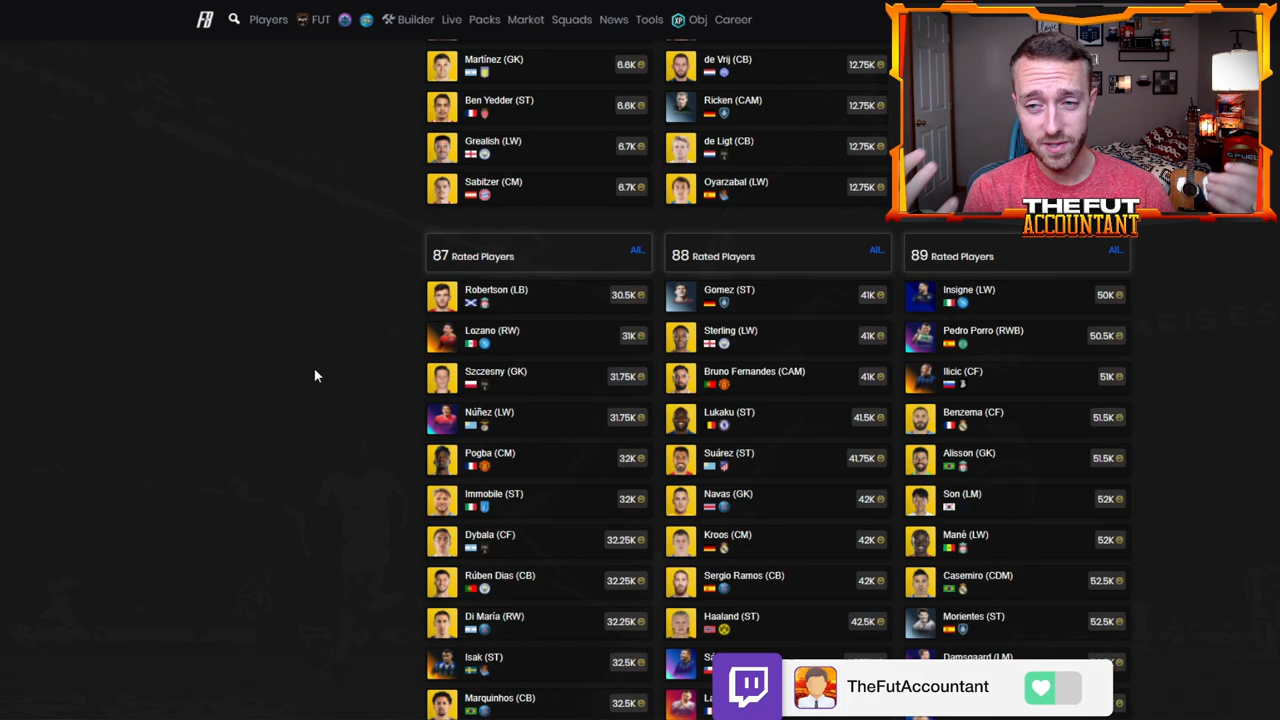 FB Players FUT Builder Live Packs Market Squads News Tools XP Obj Career
Martínez (GK) 6.6K
Ben Yedder (ST) 6.6K
Grealish (LW) 6.7K
Sabitzer (CM) 6.7K
de Vrij (CB) 12.75K
Ricken (CAM) 12.75K
de Ligt (CB) 12.75K
Oyarzabal (LW) 12.75K
THE FUT
ACCOUNTANT
87 Rated Players All..
Robertson (LB) 30.5K
Lozano (RW) 31K
Szczesny (GK) 31.75K
Núñez (LW) 31.75K
Pogba (CM) 32K
Immobile (ST) 32K
Dybala (CF) 32.25K
Rúben Dias (CB) 32.25K
Di María (RW) 32.25K
Isak (ST) 32.5K
Marquinhos (CB) 32.5K
88 Rated Players All..
Gomez (ST) 41K
Sterling (LW) 41K
Bruno Fernandes (CAM) 41K
Lukaku (ST) 41.5K
Suárez (ST) 41.75K
Navas (GK) 42K
Kroos (CM) 42K
Sergio Ramos (CB) 42K
Haaland (ST) 42.5K
89 Rated Players All..
Insigne (LW) 50K
Pedro Porro (RWB) 50.5K
Ilicic (CF) 51K
Benzema (CF) 51.5K
Alisson (GK) 51.5K
Son (LM) 52K
Mané (LW) 52K
Casemiro (CDM) 52.5K
Morientes (ST) 52.5K
Damsgaard (LM)
TheFutAccountant